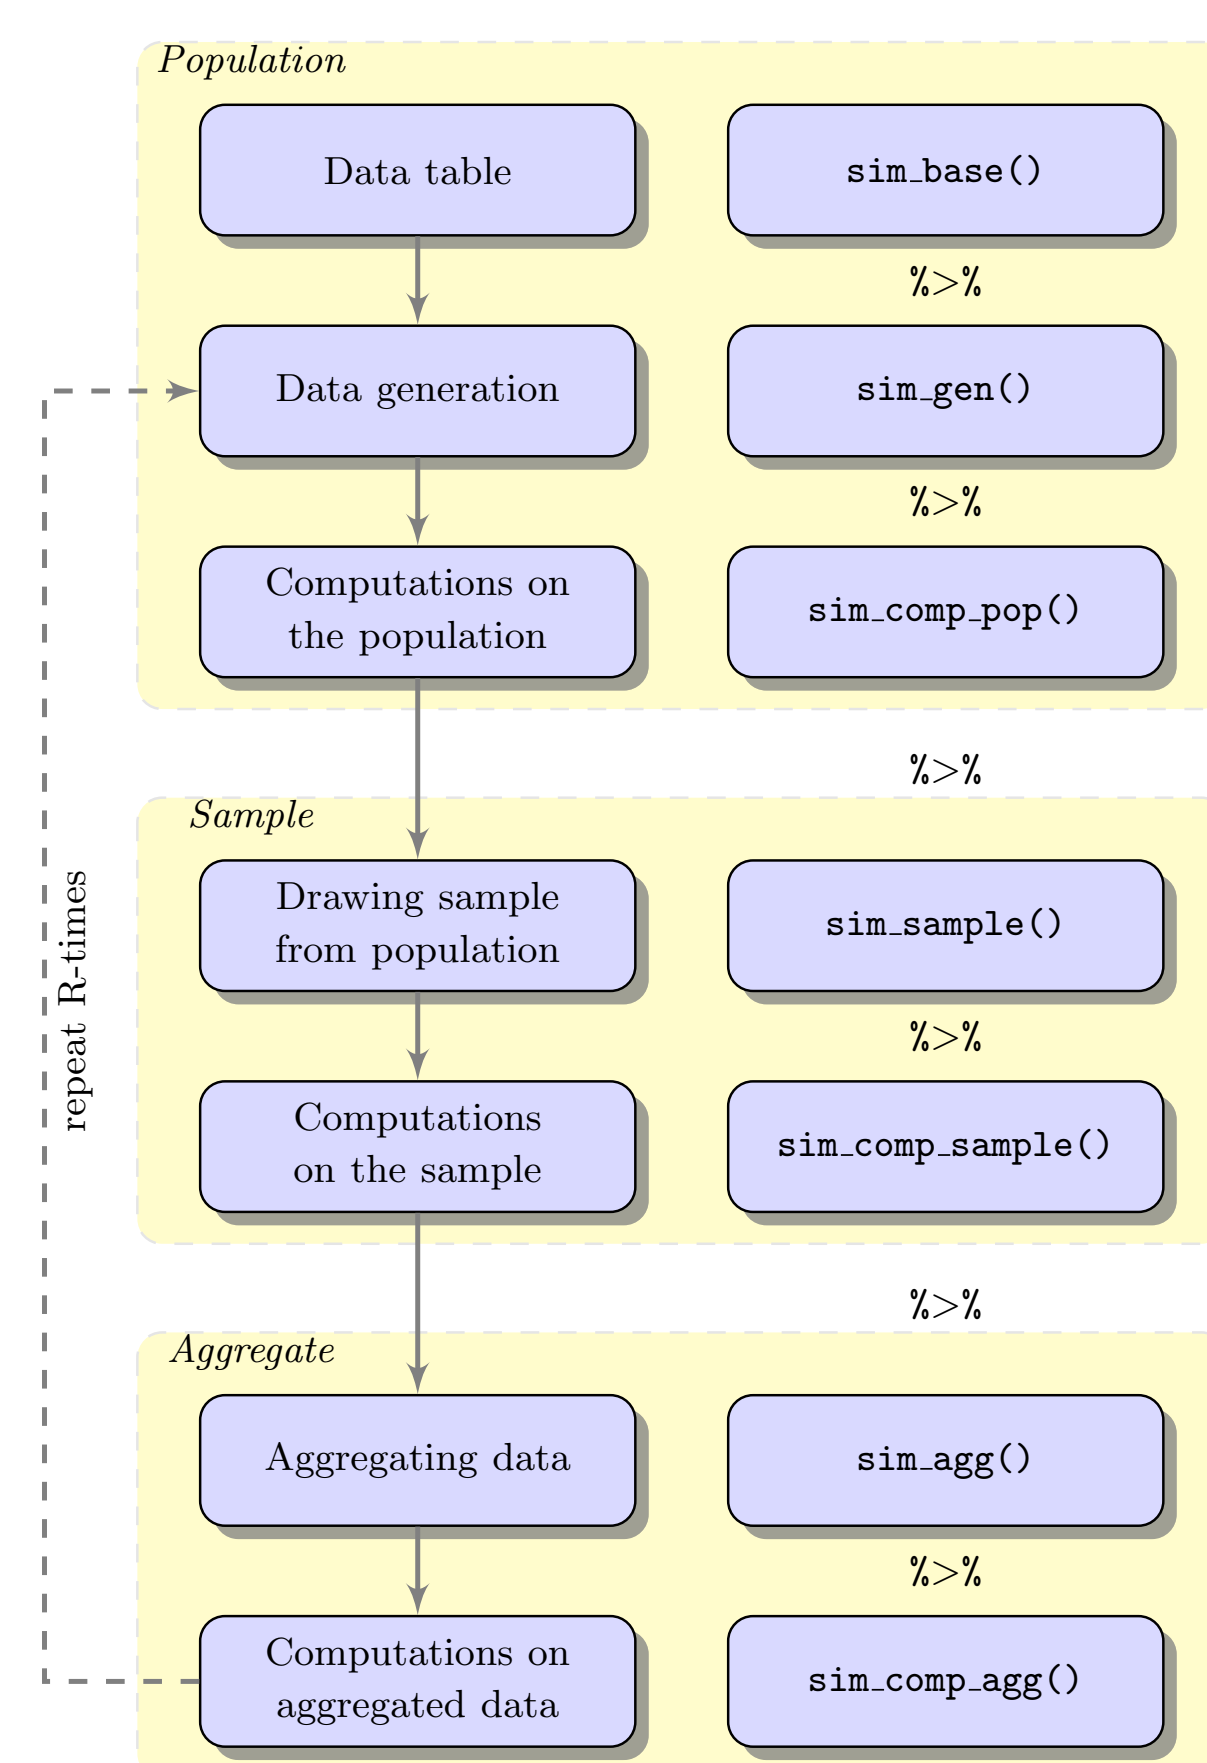 Population
Data table
sim_base()
%>%
Data generation
sim_gen()
%>%
Computations on
the population
sim_comp_pop()
%>%
Sample
Drawing sample
from population
sim_sample()
repeat R-times
%>%
Computations
on the sample
sim_comp_sample()
%>%
Aggregate
Aggregating data
sim_agg()
%>%
Computations on
aggregated data
sim_comp_agg()